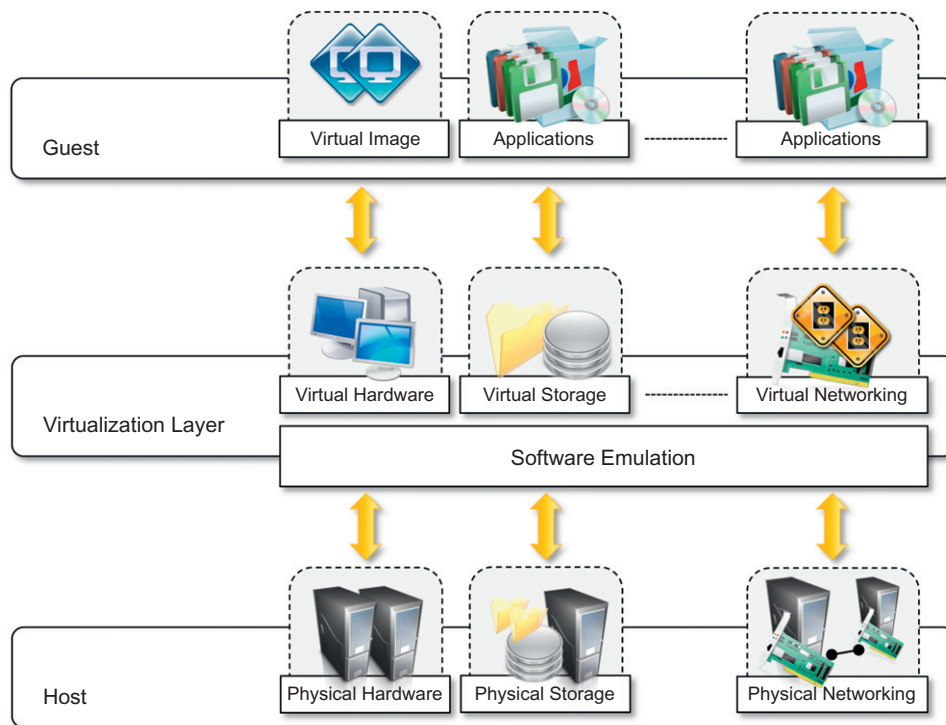 Guest
Virtual Image
Applications
Applications
Virtualization Layer
Virtual Hardware
Virtual Storage
Virtual Networking
Software Emulation
Host
Physical Hardware
Physical Storage
Physical Networking